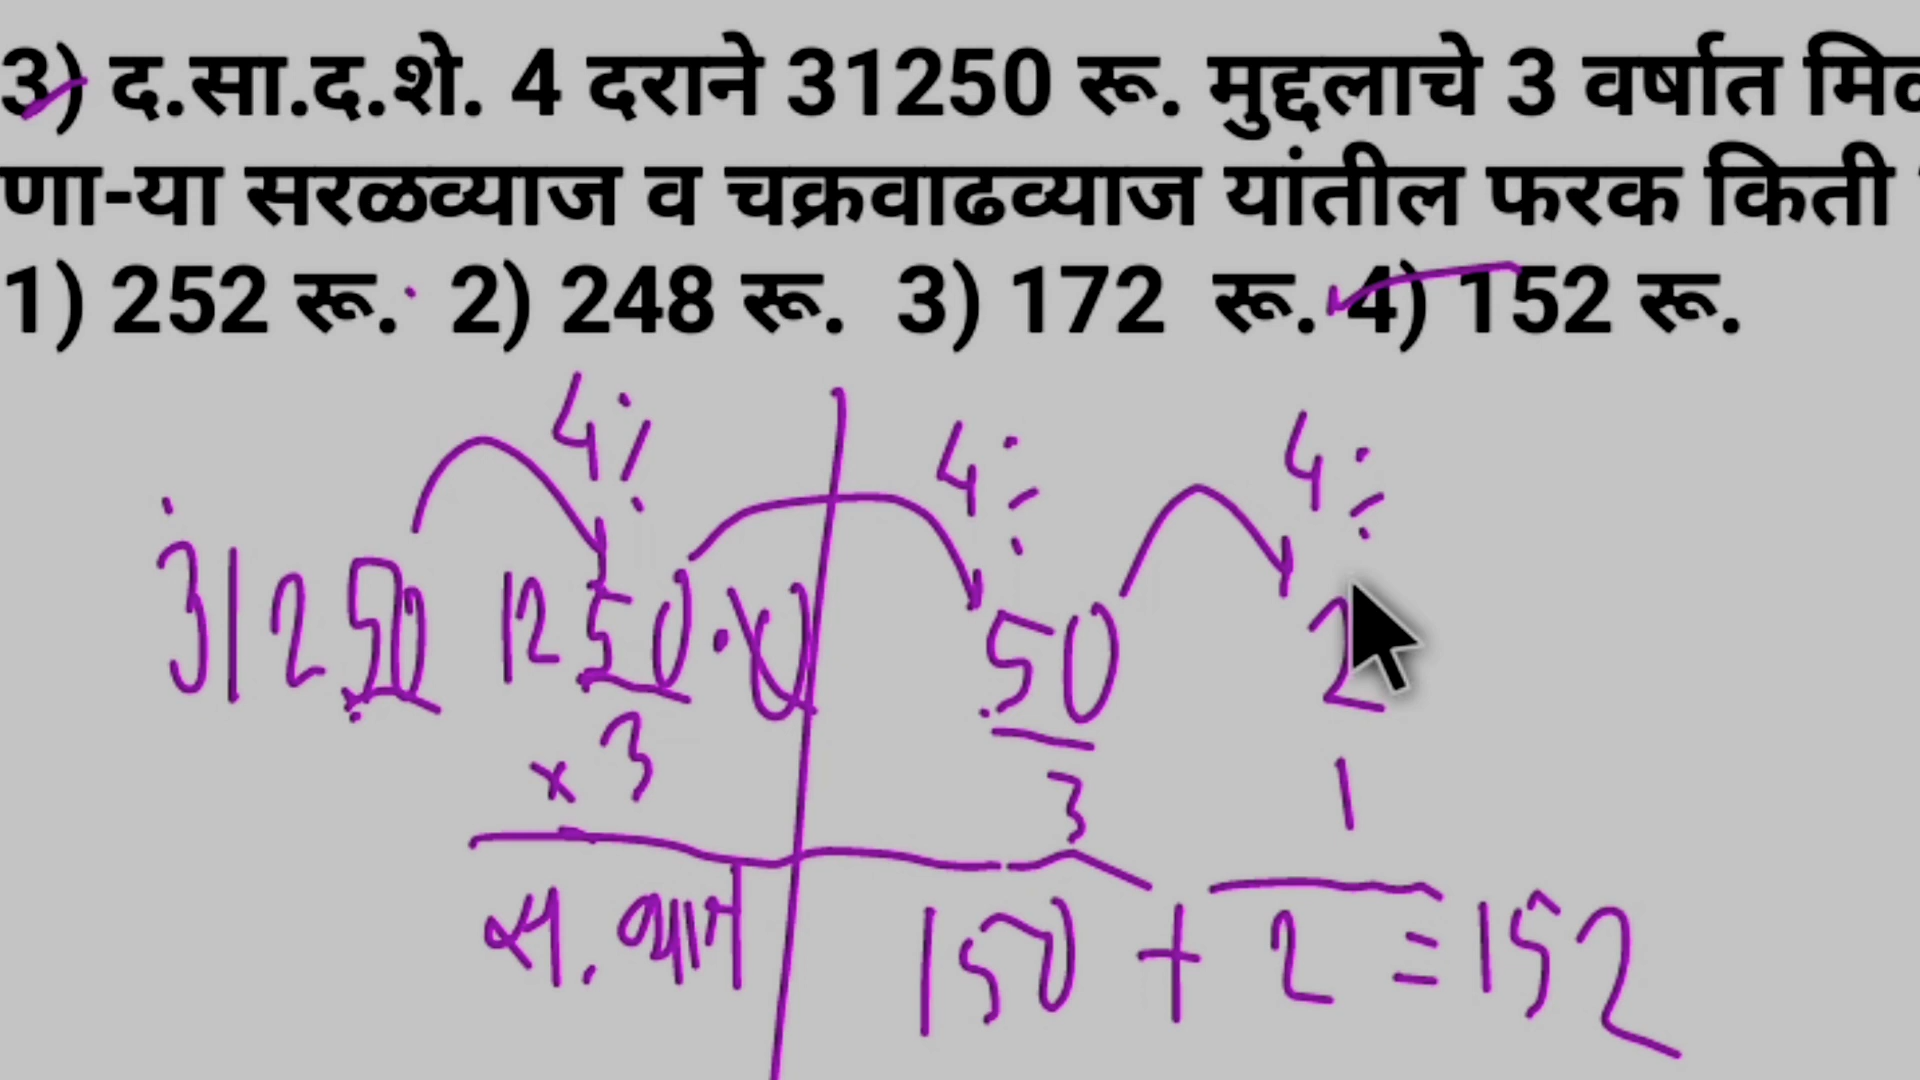 3) द.सा.द.शे. 4 दराने 31250 रू. मुद्दलाचे 3 वर्षात मिळ
णा-या सरळव्याज व चक्रवाढव्याज यांतील फरक किती
1) 252 रू. 2) 248 रू. 3) 172 रू. 4) 152 रू.
4% 4% 4%
31250 1250.0 50 2
x 3 3 1
स. व्याज 150 + 2 = 152